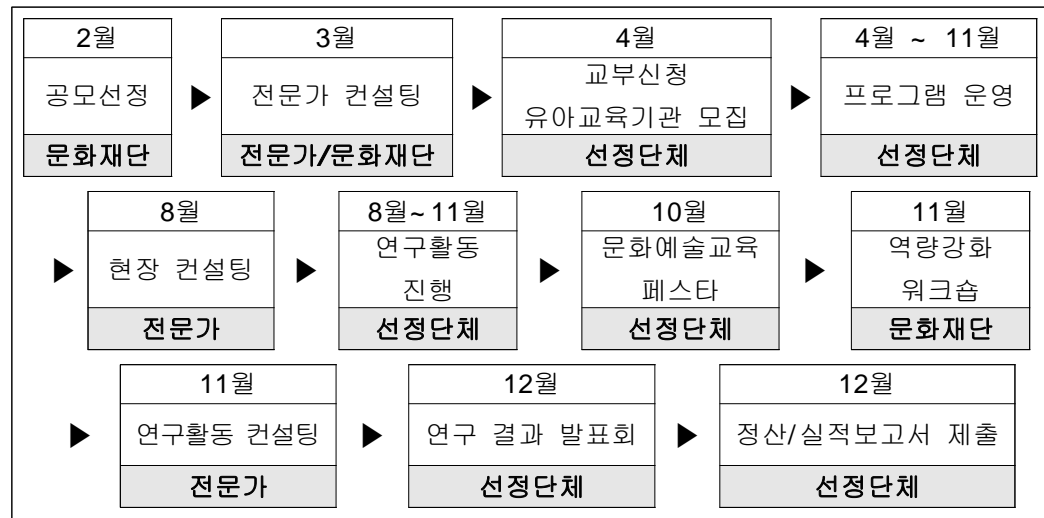 2월
3월
4월
4월 ~ 11월
공모선정
▶
전문가 컨설팅
▶
교부신청
유아교육기관 모집
▶
프로그램 운영
문화재단
전문가/문화재단
선정단체
선정단체
8월
8월~11월
10월
11월
▶
현장 컨설팅
▶
연구활동
진행
▶
문화예술교육
페스타
▶
역량강화
워크숍
전문가
선정단체
선정단체
문화재단
11월
12월
12월
▶
연구활동 컨설팅
▶
연구 결과 발표회
▶
정산/실적보고서 제출
전문가
선정단체
선정단체